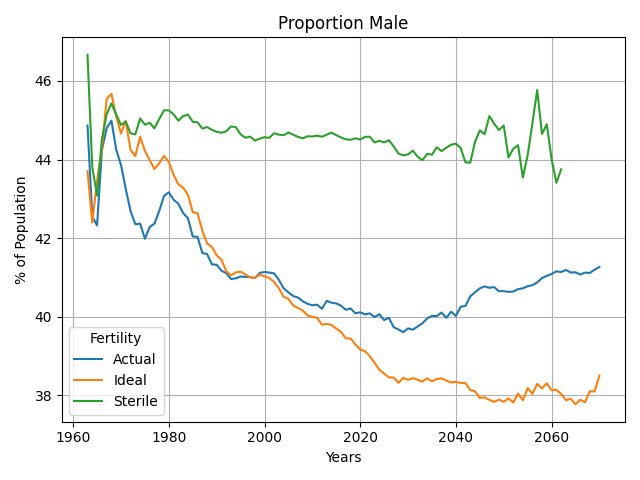 Proportion Male
% of Population
46
44
42
40
38
Fertility
Actual
Ideal
Sterile
1960
1980
2000
2020
2040
2060
Years